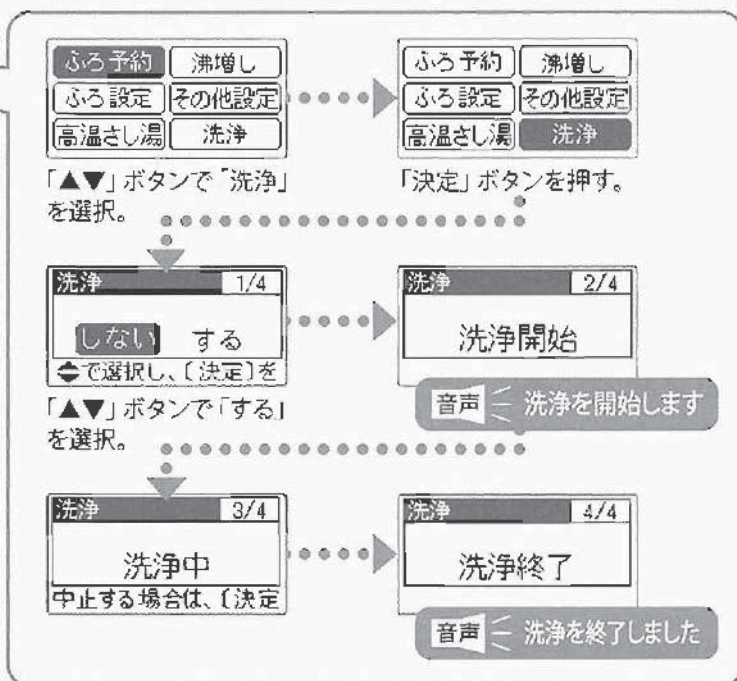 ふろ予約 沸増し
ふろ設定 その他設定
高温さし湯 洗浄
「▲▼」ボタンで「洗浄」
を選択。
ふろ予約 沸増し
ふろ設定 その他設定
高温さし湯 洗浄
「決定」ボタンを押す。
洗浄 1/4
しない する
◆で選択し、〔決定〕を
「▲▼」ボタンで「する」
を選択。
洗浄 2/4
洗浄開始
音声 洗浄を開始します
洗浄 3/4
洗浄中
中止する場合は、〔決定
洗浄 4/4
洗浄終了
音声 洗浄を終了しました